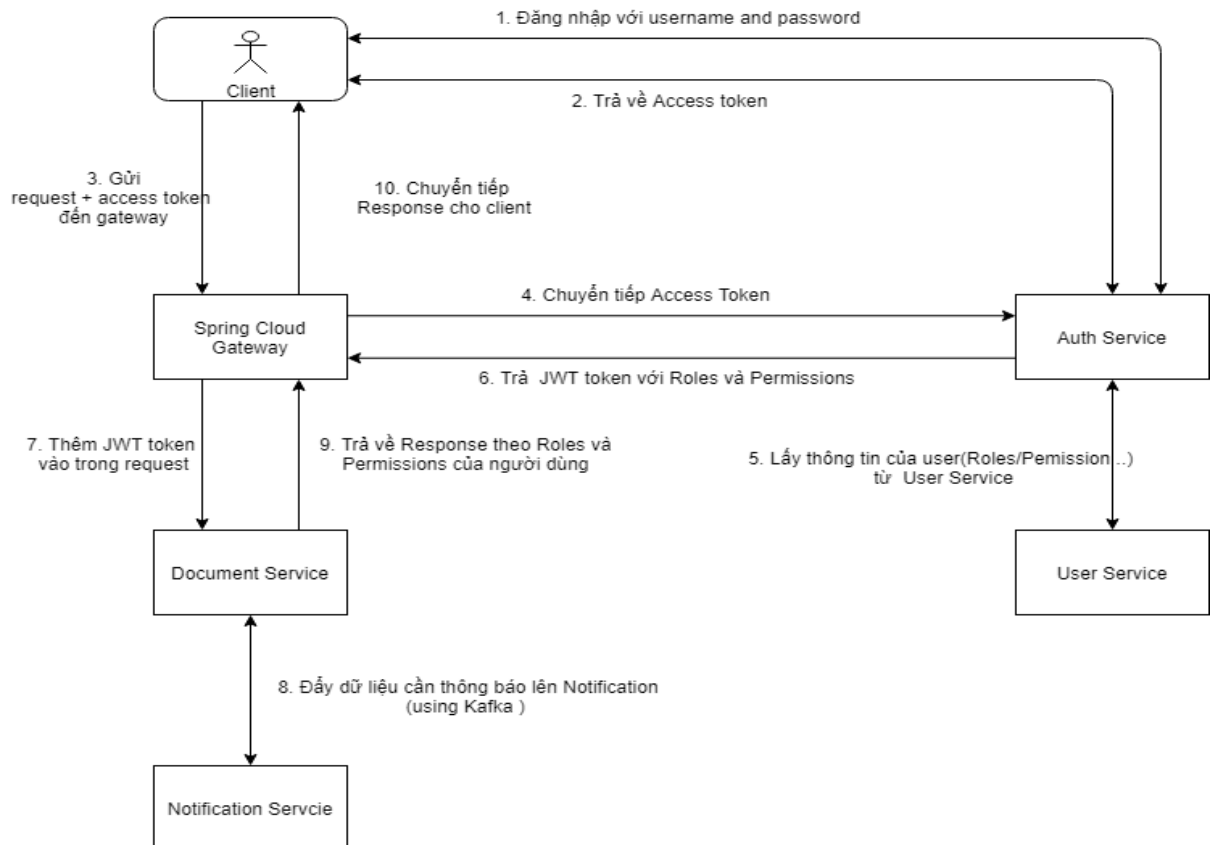 1. Đăng nhập với username and password
Client
2. Trả về Access token
3. Gửi
request + access token
đến gateway
10. Chuyển tiếp
Response cho client
4. Chuyển tiếp Access Token
Spring Cloud
Gateway
Auth Service
6. Trả JWT token với Roles và Permissions
7. Thêm JWT token
vào trong request
9. Trả về Response theo Roles và
Permissions của người dùng
5. Lấy thông tin của user(Roles/Pemission...)
từ User Service
Document Service
User Service
8. Đẩy dữ liệu cần thông báo lên Notification
(using Kafka )
Notification Servcie